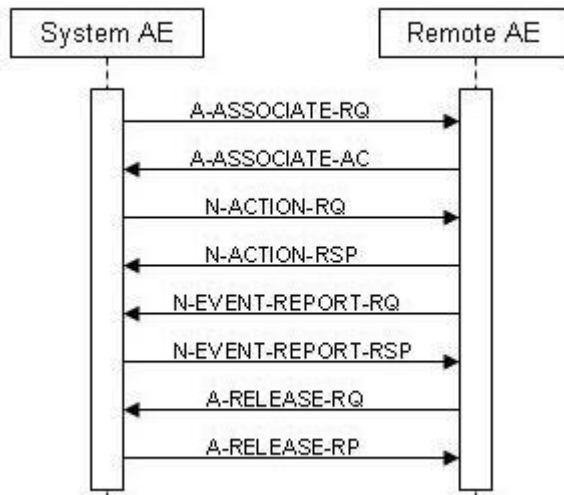 System AE
Remote AE
A-ASSOCIATE-RQ
A-ASSOCIATE-AC
N-ACTION-RQ
N-ACTION-RSP
N-EVENT-REPORT-RQ
N-EVENT-REPORT-RSP
A-RELEASE-RQ
A-RELEASE-RP